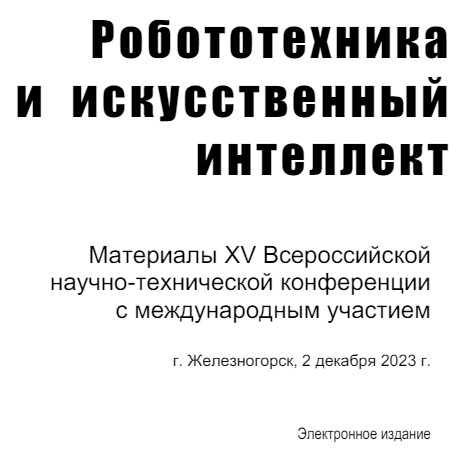 Робототехника
и искусственный
интеллект
Материалы XV Всероссийской
научно-технической конференции
с международным участием
г. Железногорск, 2 декабря 2023 г.
Электронное издание